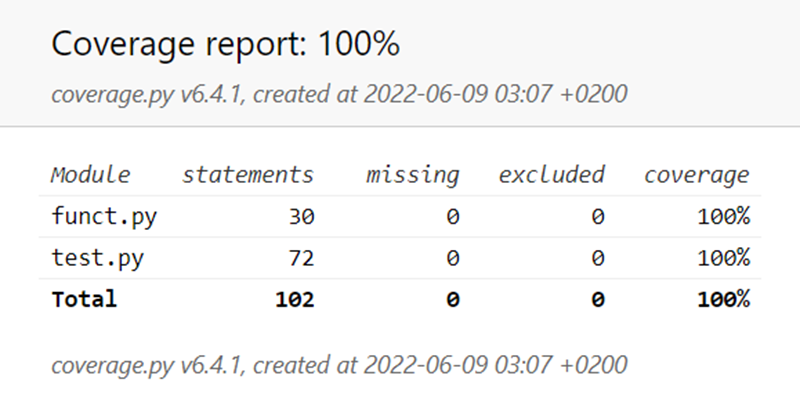 Coverage report: 100%
coverage.py v6.4.1, created at 2022-06-09 03:07 +0200
Module statements missing excluded coverage
funct.py 30 0 0 100%
test.py 72 0 0 100%
Total 102 0 0 100%
coverage.py v6.4.1, created at 2022-06-09 03:07 +0200